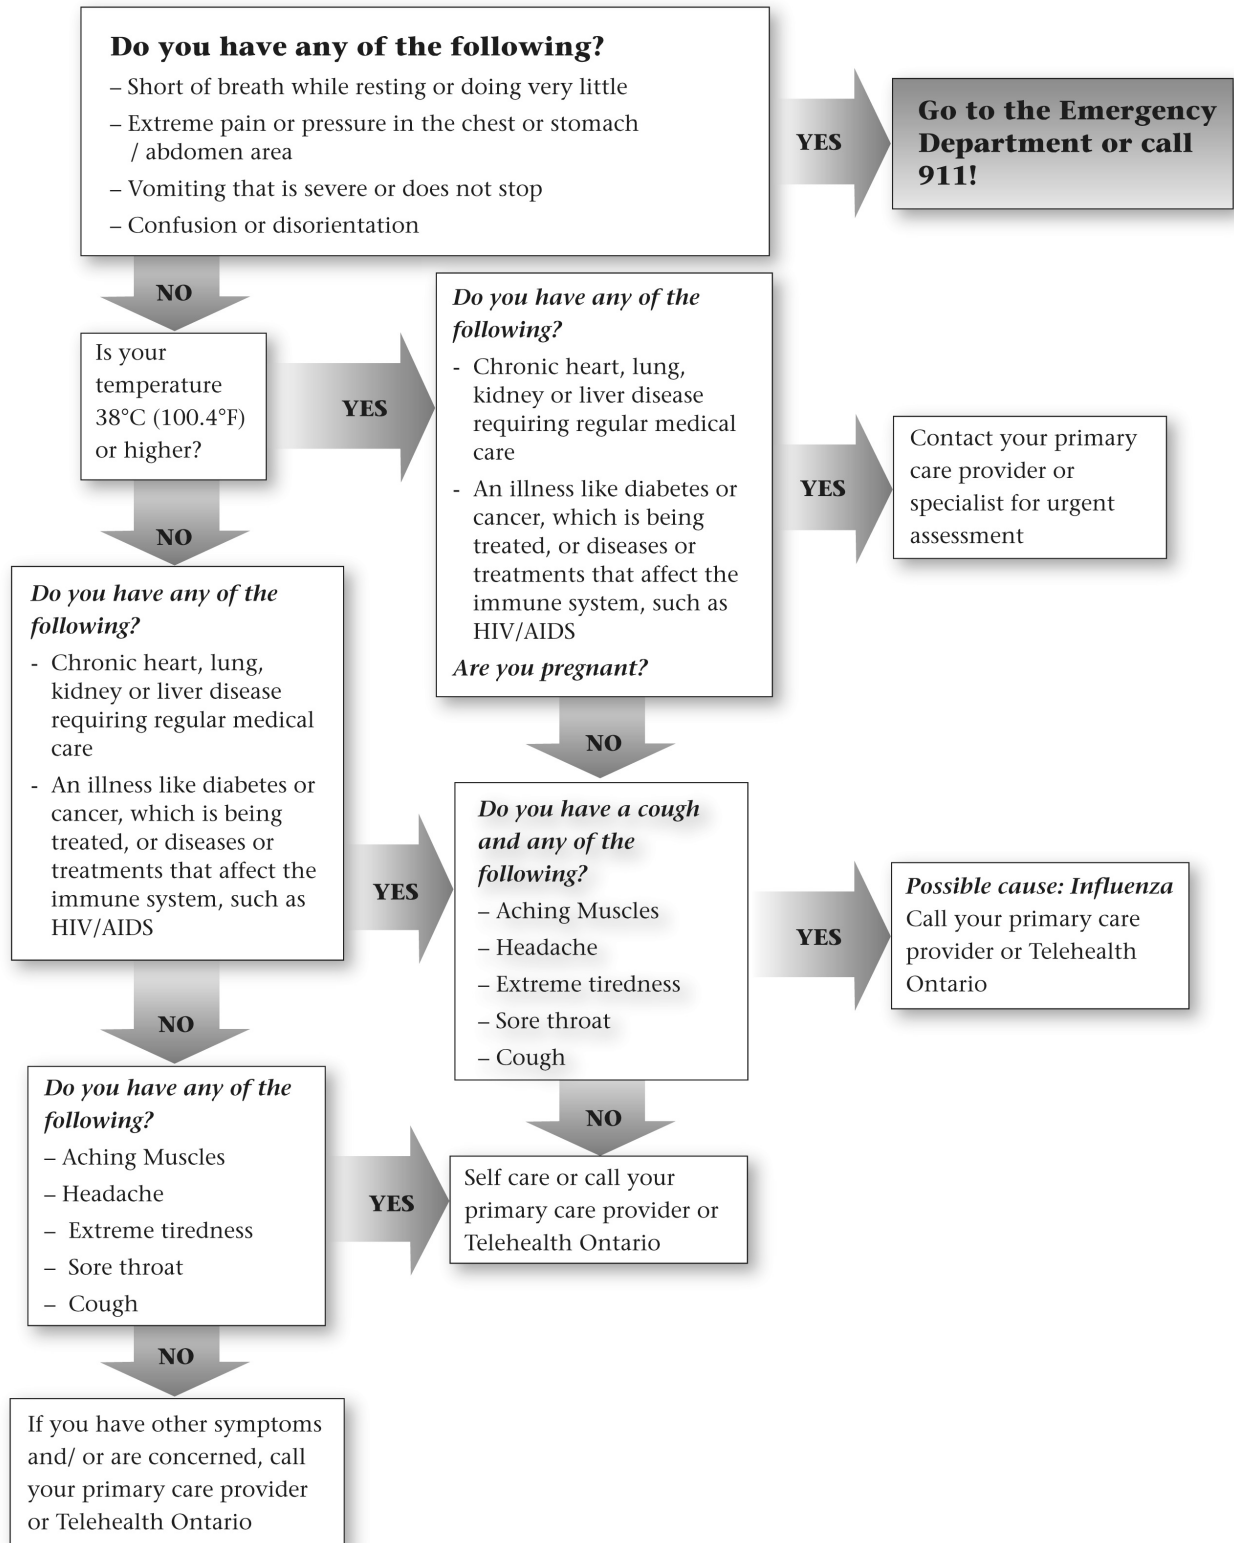 Do you have any of the following?
– Short of breath while resting or doing very little
– Extreme pain or pressure in the chest or stomach
/ abdomen area
– Vomiting that is severe or does not stop
– Confusion or disorientation
YES
Go to the Emergency
Department or call
911!
NO
Is your
temperature
38°C (100.4°F)
or higher?
YES
Do you have any of the
following?
- Chronic heart, lung,
kidney or liver disease
requiring regular medical
care
- An illness like diabetes or
cancer, which is being
treated, or diseases or
treatments that affect the
immune system, such as
HIV/AIDS
Are you pregnant?
YES
Contact your primary
care provider or
specialist for urgent
assessment
NO
Do you have any of the
following?
- Chronic heart, lung,
kidney or liver disease
requiring regular medical
care
- An illness like diabetes or
cancer, which is being
treated, or diseases or
treatments that affect the
immune system, such as
HIV/AIDS
NO
YES
Do you have a cough
and any of the
following?
– Aching Muscles
– Headache
– Extreme tiredness
– Sore throat
– Cough
YES
Possible cause: Influenza
Call your primary care
provider or Telehealth
Ontario
NO
Do you have any of the
following?
– Aching Muscles
– Headache
– Extreme tiredness
– Sore throat
– Cough
YES
NO
Self care or call your
primary care provider or
Telehealth Ontario
NO
If you have other symptoms
and/ or are concerned, call
your primary care provider
or Telehealth Ontario